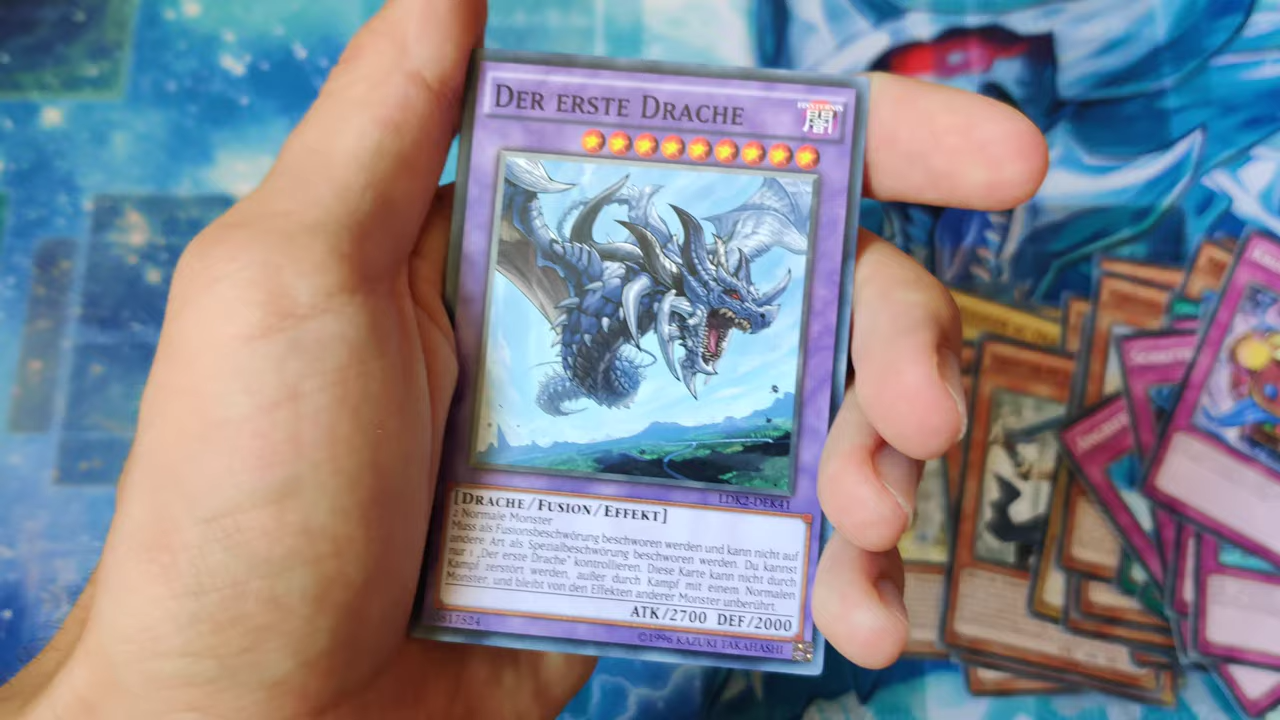 DER ERSTE DRACHE
FINSTERNIS
闇
LDK2-DEK41
[DRACHE/FUSION/EFFEKT]
2 Normale Monster
Muss als Fusionsbeschwörung beschworen werden und kann nicht auf
andere Art als Spezialbeschwörung beschworen werden. Du kannst
nur 1 „Der erste Drache" kontrollieren. Diese Karte kann nicht durch
Kampf zerstört werden, außer durch Kampf mit einem Normalen
Monster, und bleibt von den Effekten anderer Monster unberührt.
ATK/2700 DEF/2000
817524
©1996 KAZUKI TAKAHASHI